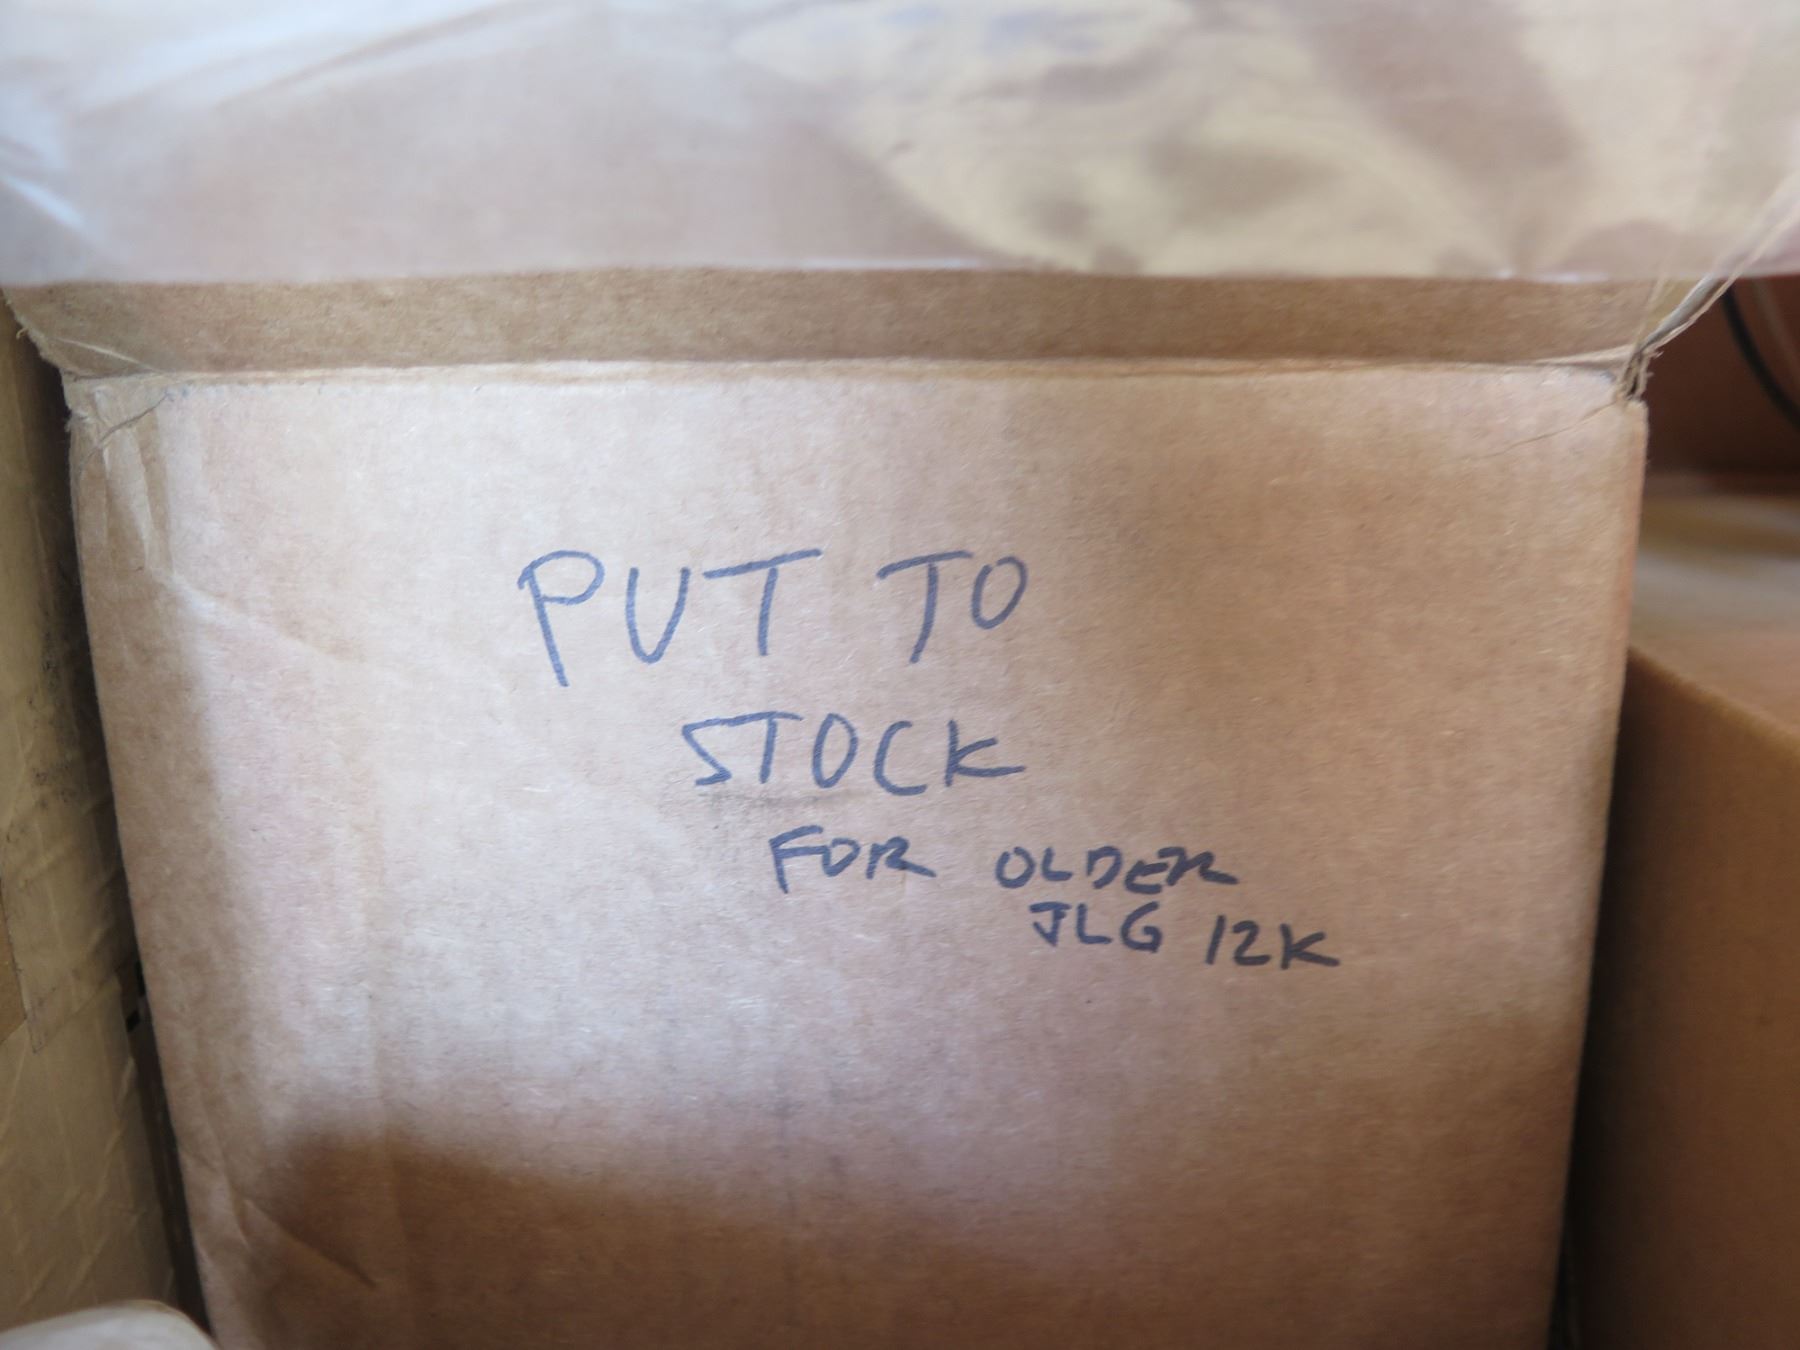 PUT TO
STOCK
FOR OLDER
JLG 12K